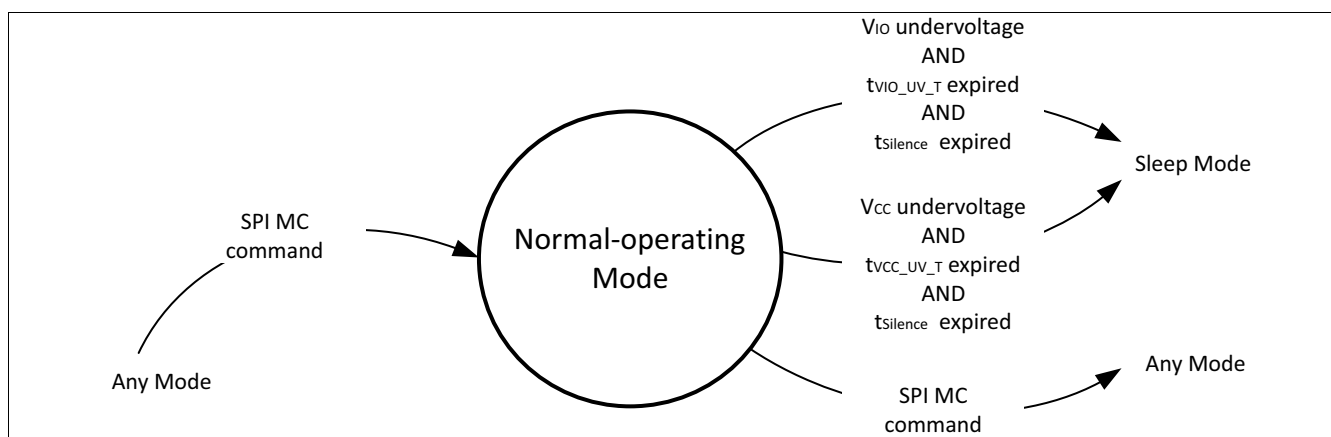 VIO undervoltage
AND
tVIO_UV_T expired
AND
tSilence expired
Sleep Mode
SPI MC
command
Normal-operating
Mode
VCC undervoltage
AND
tVCC_UV_T expired
AND
tSilence expired
Any Mode
Any Mode
SPI MC
command